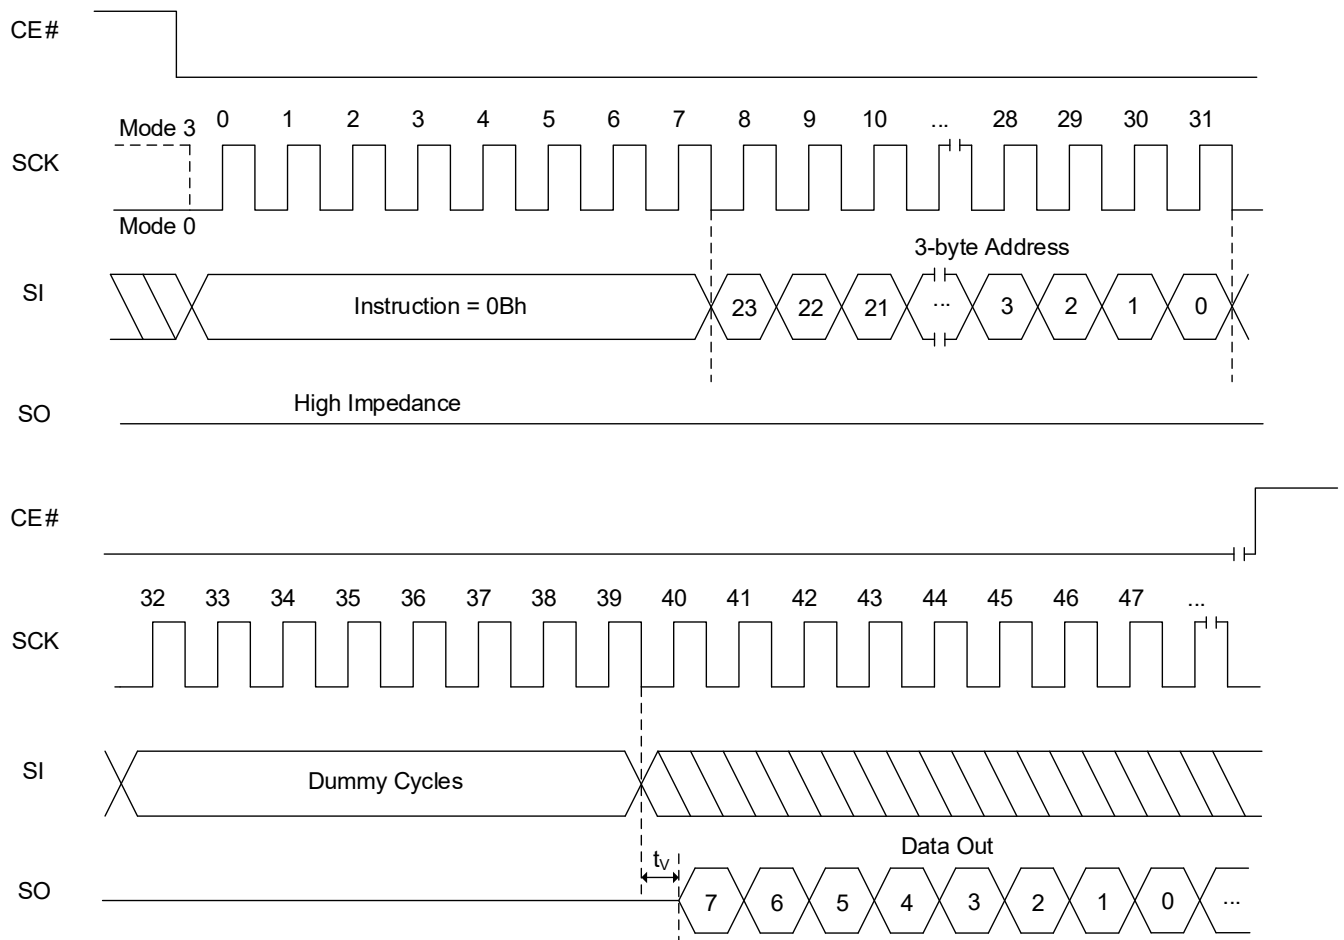 CE#
Mode 3 0 1 2 3 4 5 6 7 8 9 10 ... 28 29 30 31
SCK
Mode 0
3-byte Address
SI Instruction = 0Bh 23 22 21 ... 3 2 1 0
SO High Impedance
CE#
32 33 34 35 36 37 38 39 40 41 42 43 44 45 46 47 ...
SCK
SI Dummy Cycles
Data Out
tV
SO 7 6 5 4 3 2 1 0 ...